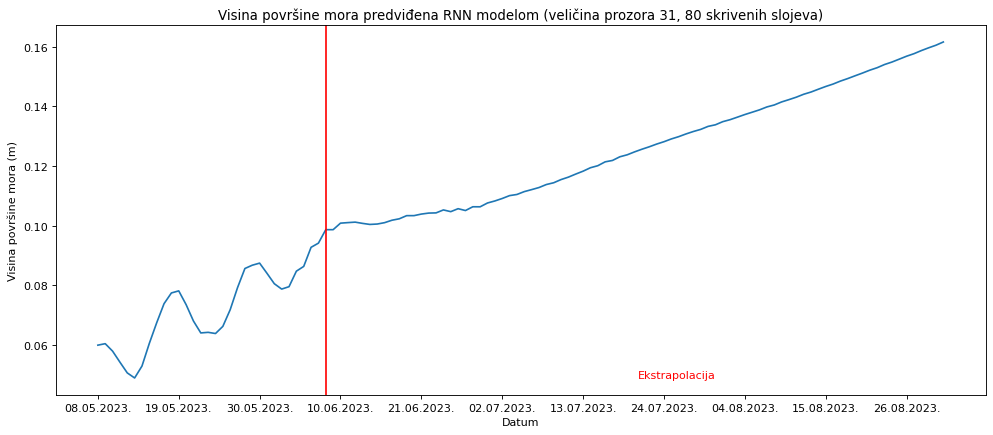 Visina površine mora predviđena RNN modelom (veličina prozora 31, 80 skrivenih slojeva)
Visina površine mora (m)
0.16
0.14
0.12
0.10
0.08
0.06
Ekstrapolacija
08.05.2023. 19.05.2023. 30.05.2023. 10.06.2023. 21.06.2023. 02.07.2023. 13.07.2023. 24.07.2023. 04.08.2023. 15.08.2023. 26.08.2023.
Datum